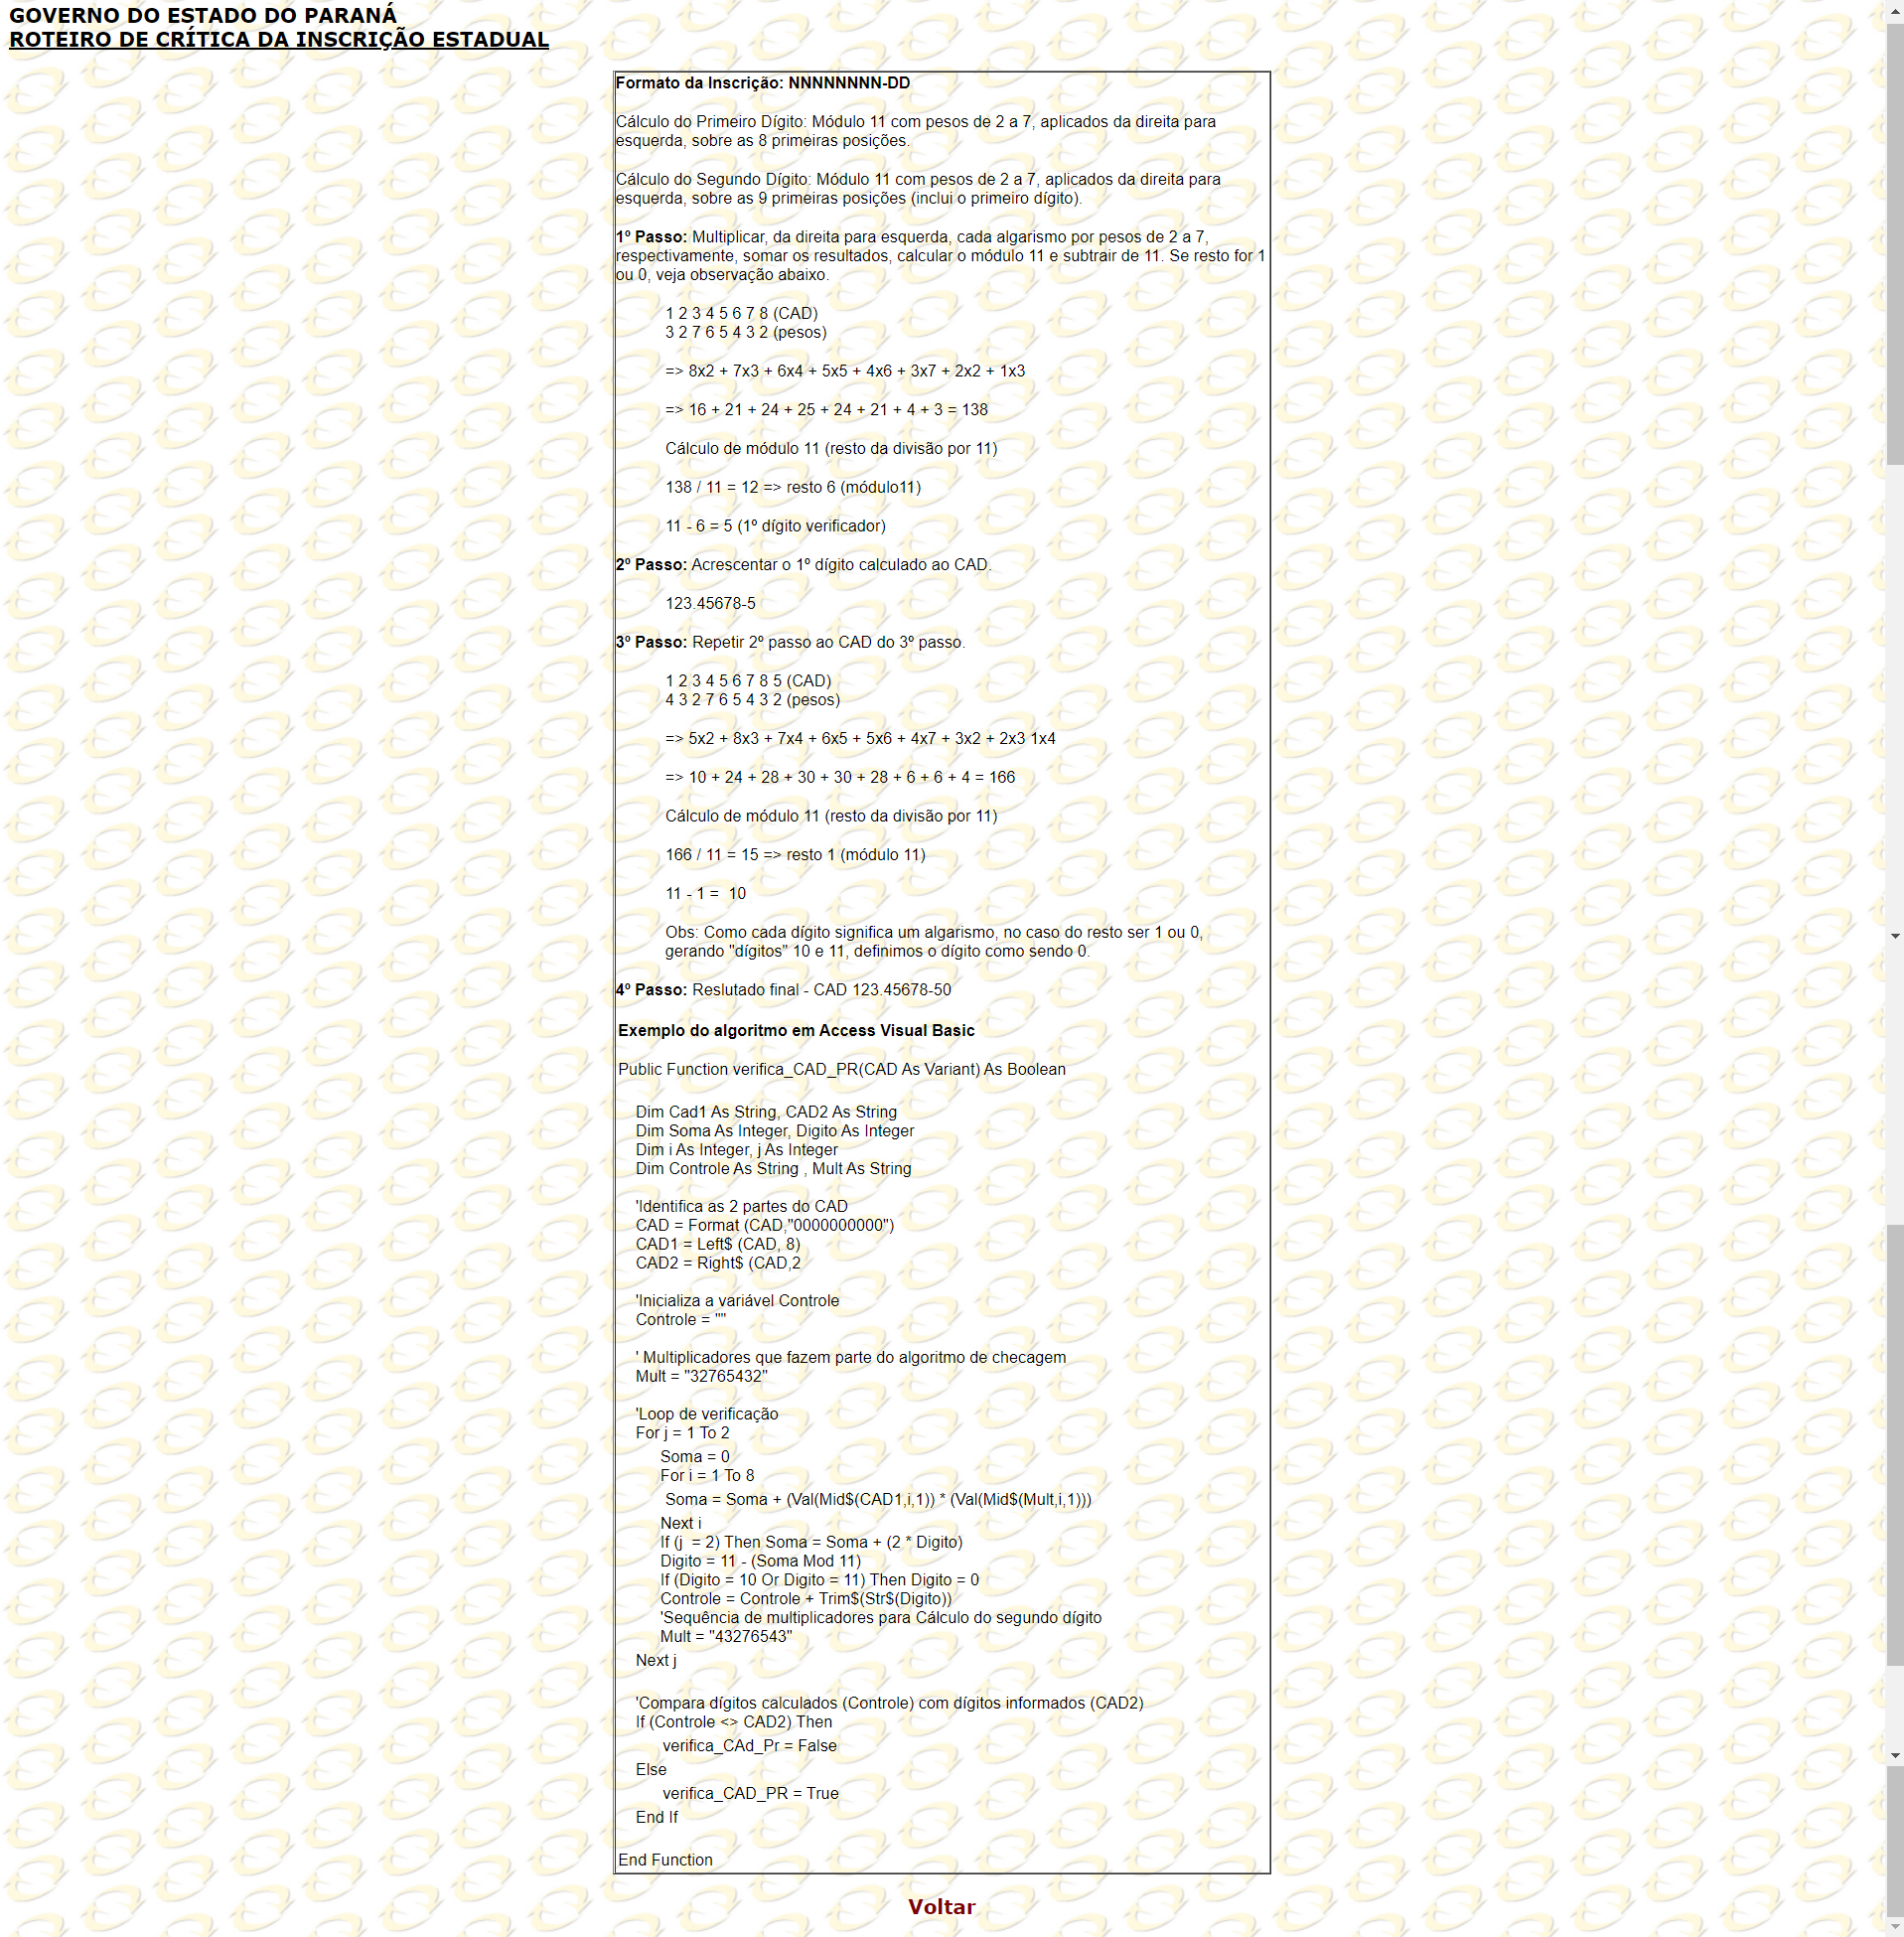 GOVERNO DO ESTADO DO PARANÁ
ROTEIRO DE CRÍTICA DA INSCRIÇÃO ESTADUAL
Formato da Inscrição: NNNNNNNN-DD
Cálculo do Primeiro Dígito: Módulo 11 com pesos de 2 a 7, aplicados da direita para
esquerda, sobre as 8 primeiras posições.
Cálculo do Segundo Dígito: Módulo 11 com pesos de 2 a 7, aplicados da direita para
esquerda, sobre as 9 primeiras posições (inclui o primeiro dígito).
1º Passo: Multiplicar, da direita para esquerda, cada algarismo por pesos de 2 a 7,
respectivamente, somar os resultados, calcular o módulo 11 e subtrair de 11. Se resto for 1
ou 0, veja observação abaixo.
1 2 3 4 5 6 7 8 (CAD)
3 2 7 6 5 4 3 2 (pesos)
=> 8x2 + 7x3 + 6x4 + 5x5 + 4x6 + 3x7 + 2x2 + 1x3
=> 16 + 21 + 24 + 25 + 24 + 21 + 4 + 3 = 138
Cálculo de módulo 11 (resto da divisão por 11)
138 / 11 = 12 => resto 6 (módulo11)
11 - 6 = 5 (1º dígito verificador)
2º Passo: Acrescentar o 1º dígito calculado ao CAD.
123.45678-5
3º Passo: Repetir 2º passo ao CAD do 3º passo.
1 2 3 4 5 6 7 8 5 (CAD)
4 3 2 7 6 5 4 3 2 (pesos)
=> 5x2 + 8x3 + 7x4 + 6x5 + 5x6 + 4x7 + 3x2 + 2x3 1x4
=> 10 + 24 + 28 + 30 + 30 + 28 + 6 + 6 + 4 = 166
Cálculo de módulo 11 (resto da divisão por 11)
166 / 11 = 15 => resto 1 (módulo 11)
11 - 1 =  10
Obs: Como cada dígito significa um algarismo, no caso do resto ser 1 ou 0,
gerando "dígitos" 10 e 11, definimos o dígito como sendo 0.
4º Passo: Reslutado final - CAD 123.45678-50
Exemplo do algoritmo em Access Visual Basic
Public Function verifica_CAD_PR(CAD As Variant) As Boolean
Dim Cad1 As String, CAD2 As String
Dim Soma As Integer, Digito As Integer
Dim i As Integer, j As Integer
Dim Controle As String , Mult As String
'Identifica as 2 partes do CAD
CAD = Format (CAD,"0000000000")
CAD1 = Left$ (CAD, 8)
CAD2 = Right$ (CAD,2
'Inicializa a variável Controle
Controle = ""
' Multiplicadores que fazem parte do algoritmo de checagem
Mult = "32765432"
'Loop de verificação
For j = 1 To 2
Soma = 0
For i = 1 To 8
Soma = Soma + (Val(Mid$(CAD1,i,1)) * (Val(Mid$(Mult,i,1)))
Next i
If (j  = 2) Then Soma = Soma + (2 * Digito)
Digito = 11 - (Soma Mod 11)
If (Digito = 10 Or Digito = 11) Then Digito = 0
Controle = Controle + Trim$(Str$(Digito))
'Sequência de multiplicadores para Cálculo do segundo dígito
Mult = "43276543"
Next j
'Compara dígitos calculados (Controle) com dígitos informados (CAD2)
If (Controle <> CAD2) Then
verifica_CAd_Pr = False
Else
verifica_CAD_PR = True
End If
End Function
Voltar